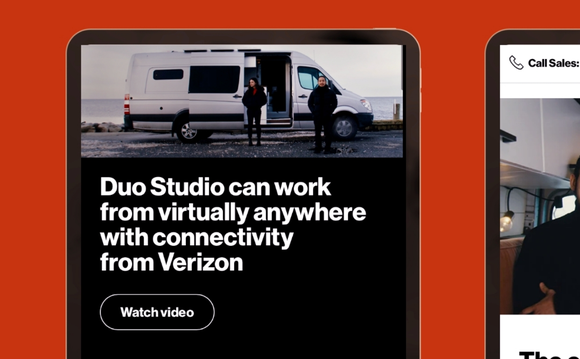 Duo Studio can work
from virtually anywhere
with connectivity
from Verizon
Watch video
Call Sales: